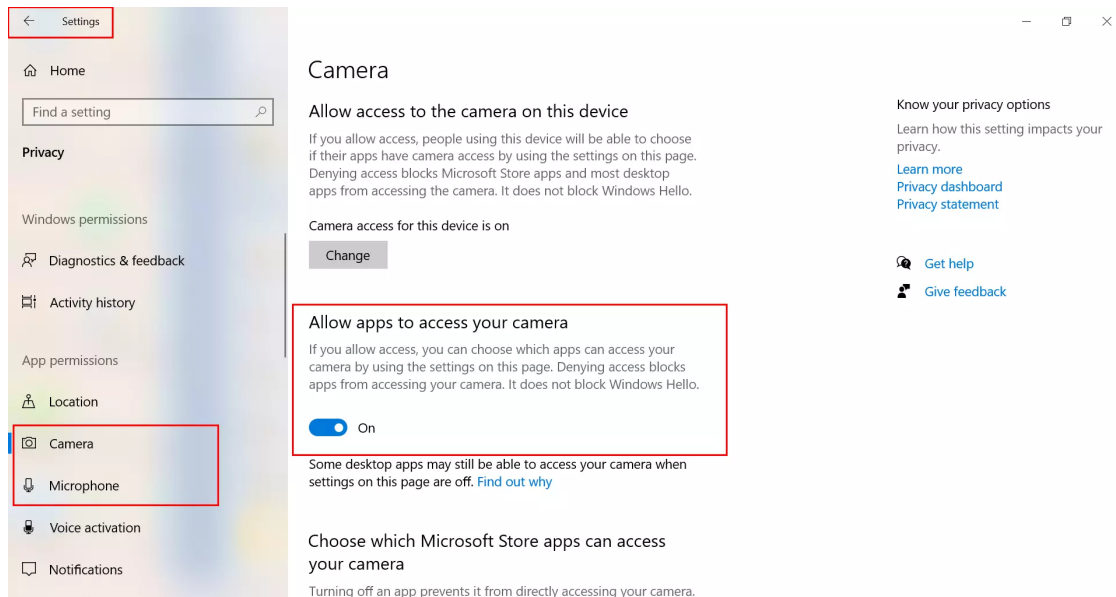 Settings
Home
Find a setting
Privacy
Windows permissions
Diagnostics & feedback
Activity history
App permissions
Location
Camera
Microphone
Voice activation
Notifications
Camera
Allow access to the camera on this device
If you allow access, people using this device will be able to choose
if their apps have camera access by using the settings on this page.
Denying access blocks Microsoft Store apps and most desktop
apps from accessing the camera. It does not block Windows Hello.
Camera access for this device is on
Change
Allow apps to access your camera
If you allow access, you can choose which apps can access your
camera by using the settings on this page. Denying access blocks
apps from accessing your camera. It does not block Windows Hello.
On
Some desktop apps may still be able to access your camera when
settings on this page are off. Find out why
Choose which Microsoft Store apps can access
your camera
Turning off an app prevents it from directly accessing your camera.
Know your privacy options
Learn how this setting impacts your
privacy.
Learn more
Privacy dashboard
Privacy statement
Get help
Give feedback